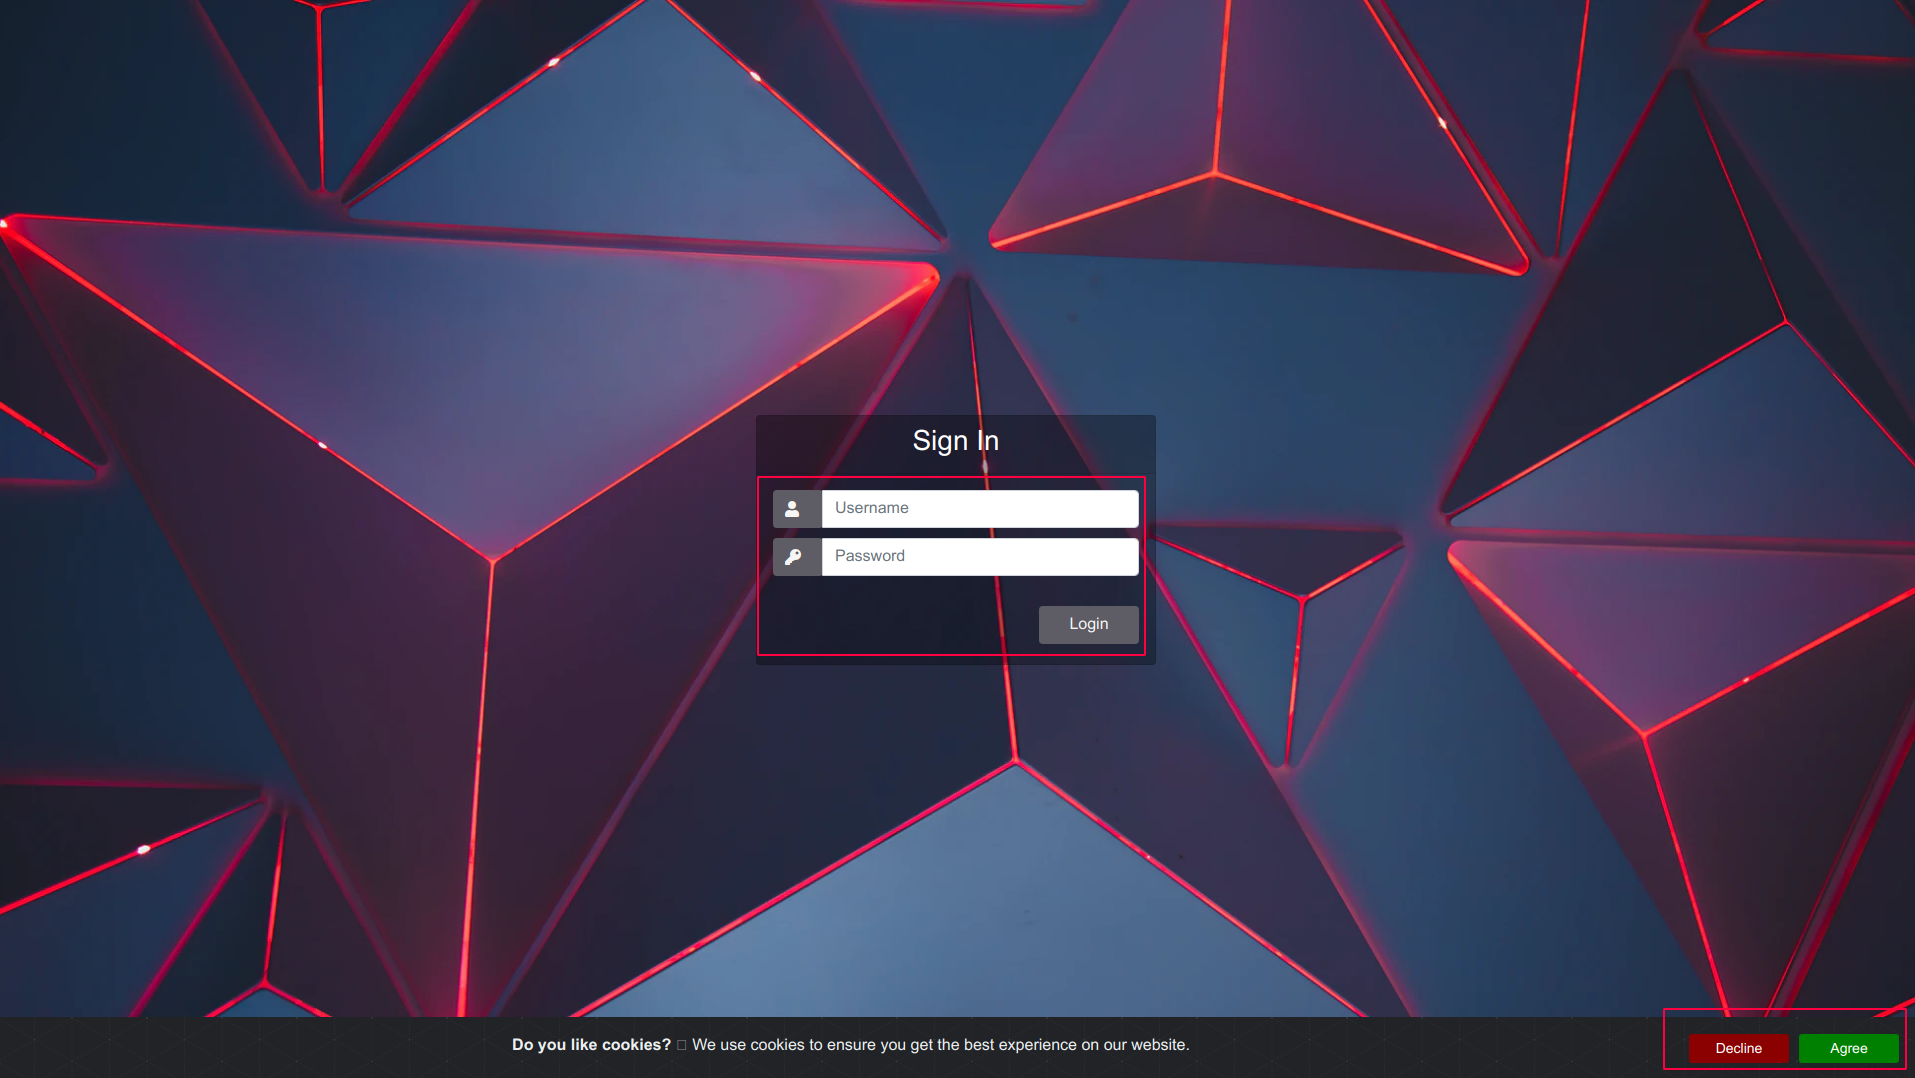 Sign In
Username
Password
Login
Do you like cookies? We use cookies to ensure you get the best experience on our website.
Decline
Agree